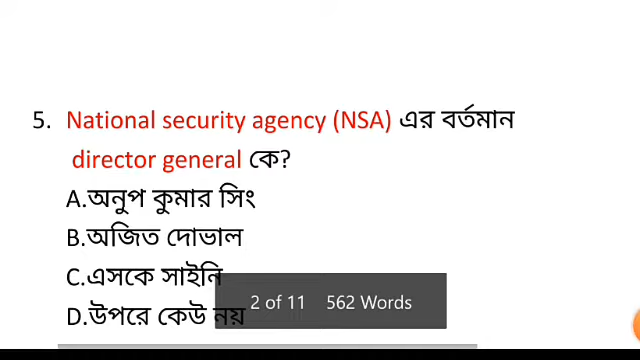 5. National security agency (NSA) এর বর্তমান
director general কে?
A.অনুপ কুমার সিং
B.অজিত দোভাল
C.এসকে সাইনি
D.উপরে কেউ নয়
2 of 11 562 Words